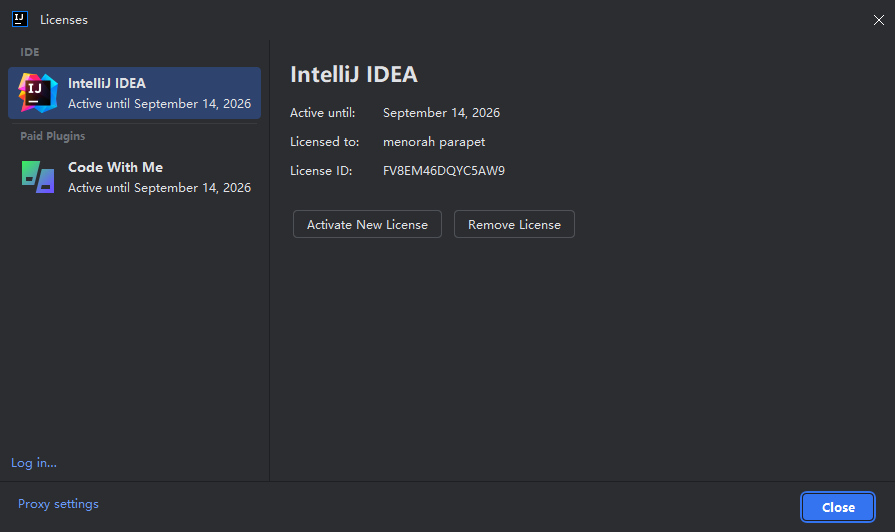 IJ
Licenses
IDE
IJ
IntelliJ IDEA
Active until September 14, 2026
Paid Plugins
Code With Me
Active until September 14, 2026
Log in...
IntelliJ IDEA
Active until: September 14, 2026
Licensed to: menorah parapet
License ID: FV8EM46DQYC5AW9
Activate New License Remove License
Proxy settings
Close